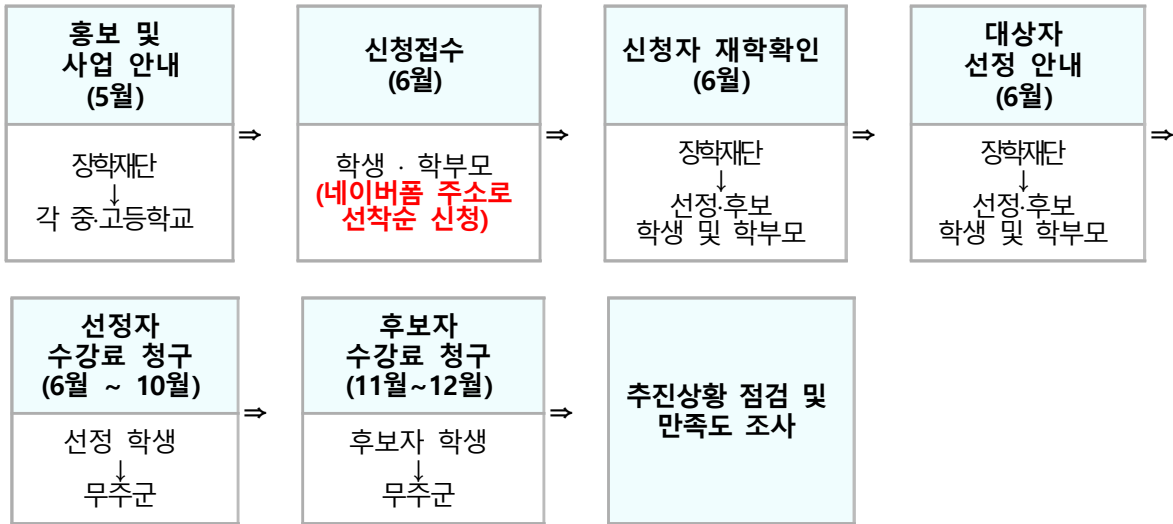 홍보 및
사업 안내
(5월)
장학재단
↓
각 중·고등학교
⇒
신청접수
(6월)
학생 · 학부모
(네이버폼 주소로
선착순 신청)
신청자 재학확인
(6월)
장학재단
↓
선정·후보
학생 및 학부모
⇒
대상자
선정 안내
(6월)
장학재단
↓
선정·후보
학생 및 학부모
⇒
선정자
수강료 청구
(6월 ~ 10월)
선정 학생
↓
무주군
⇒
후보자
수강료 청구
(11월~12월)
후보자 학생
↓
무주군
⇒
추진상황 점검 및
만족도 조사